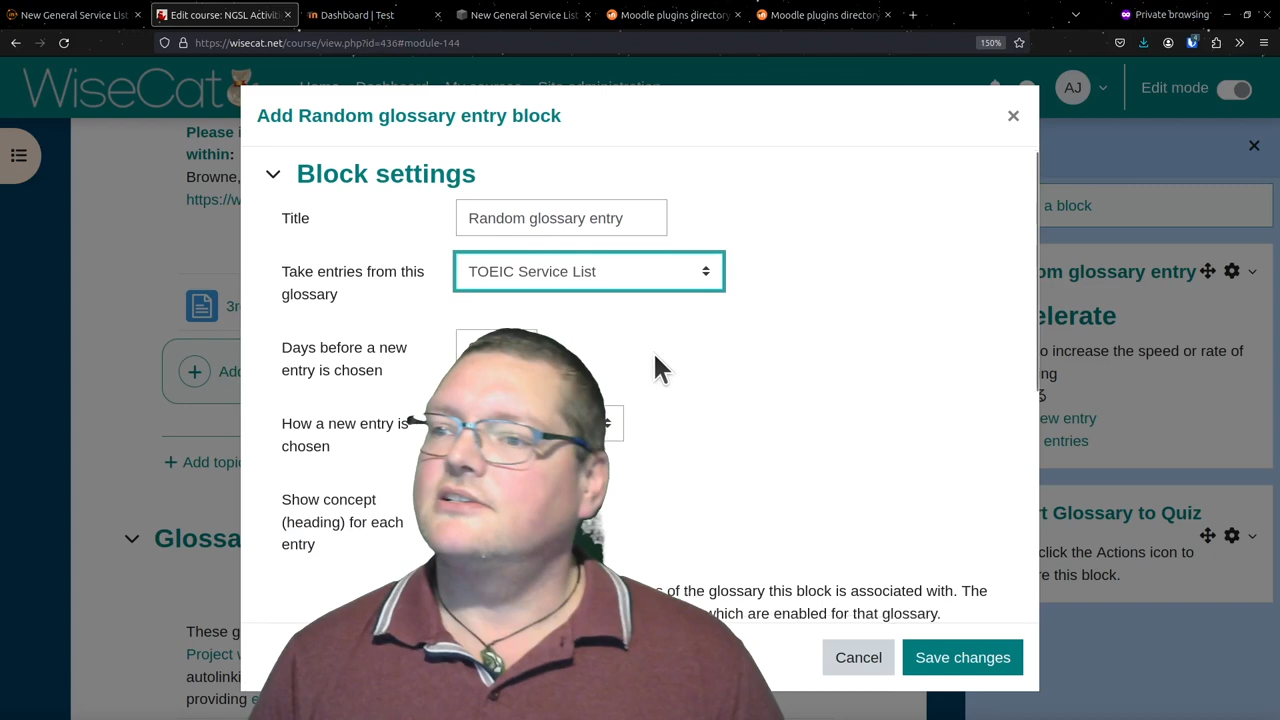 New General Service List
Edit course: NGSL Activiti
Dashboard | Test
New General Service List
Moodle plugins directory
Moodle plugins directory
Private browsing
https://wisecat.net/course/view.php?id=436#module-144
150%
WiseCat
AJ
Edit mode
Add Random glossary entry block
Please i
within:
Browne,
https://w
3r
Add
Add topi
Glossa
These g
Project w
autolinki
providing e
Block settings
Title
Random glossary entry
Take entries from this
glossary
TOEIC Service List
Days before a new
entry is chosen
How a new entry is
chosen
Show concept
(heading) for each
entry
s of the glossary this block is associated with. The
which are enabled for that glossary.
Cancel
Save changes
a block
om glossary entry
elerate
o increase the speed or rate of
ng
る
ew entry
entries
t Glossary to Quiz
click the Actions icon to
re this block.